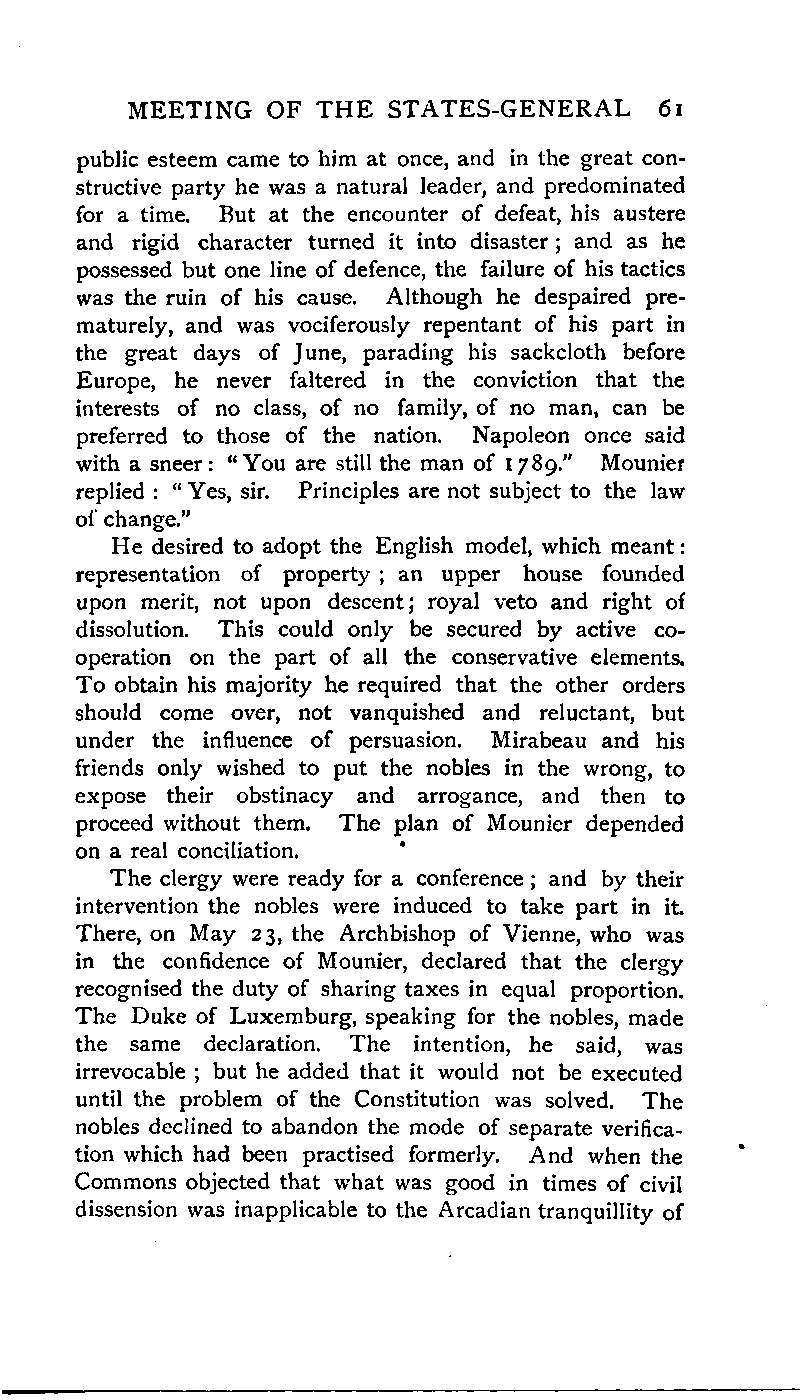 MEETING OF THE STATES-GENERAL 61
public esteem came to him at once, and in the great con-
structive party he was a natural leader, and predominated
for a time. But at the encounter of defeat, his austere
and rigid character turned it into disaster ; and as he
possessed but one line of defence, the failure of his tactics
was the ruin of his cause. Although he despaired pre-
maturely, and was vociferously repentant of his part in
the great days of June, parading his sackcloth before
Europe, he never faltered in the conviction that the
interests of no class, of no family, of no man, can be
preferred to those of the nation. Napoleon once said
with a sneer : “ You are still the man of 1789.” Mounier
replied : “ Yes, sir. Principles are not subject to the law
of change.”
He desired to adopt the English model, which meant :
representation of property ; an upper house founded
upon merit, not upon descent ; royal veto and right of
dissolution. This could only be secured by active co-
operation on the part of all the conservative elements.
To obtain his majority he required that the other orders
should come over, not vanquished and reluctant, but
under the influence of persuasion. Mirabeau and his
friends only wished to put the nobles in the wrong, to
expose their obstinacy and arrogance, and then to
proceed without them. The plan of Mounier depended
on a real conciliation.
The clergy were ready for a conference ; and by their
intervention the nobles were induced to take part in it.
There, on May 23, the Archbishop of Vienne, who was
in the confidence of Mounier, declared that the clergy
recognised the duty of sharing taxes in equal proportion.
The Duke of Luxemburg, speaking for the nobles, made
the same declaration. The intention, he said, was
irrevocable ; but he added that it would not be executed
until the problem of the Constitution was solved. The
nobles declined to abandon the mode of separate verifica-
tion which had been practised formerly. And when the
Commons objected that what was good in times of civil
dissension was inapplicable to the Arcadian tranquillity of